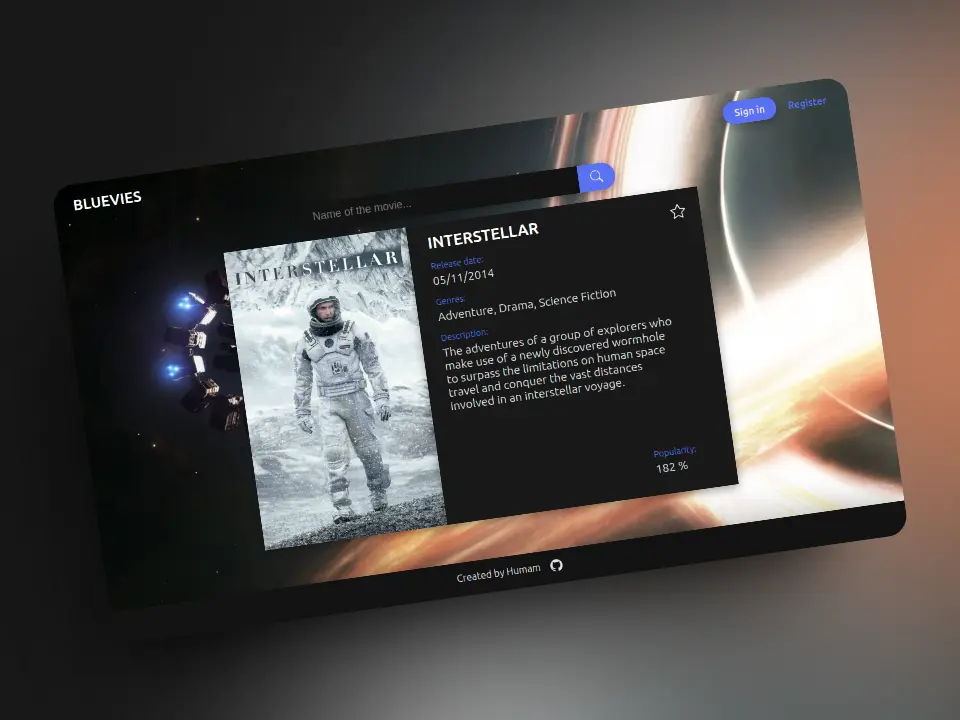 Sign in
Register
BLUEVIES
Name of the movie...
INTERSTELLAR
INTERSTELLAR
Release date:
05/11/2014
Genres:
Adventure, Drama, Science Fiction
Description:
The adventures of a group of explorers who
make use of a newly discovered wormhole
to surpass the limitations on human space
travel and conquer the vast distances
involved in an interstellar voyage.
Popularity:
182 %
Created by Humam